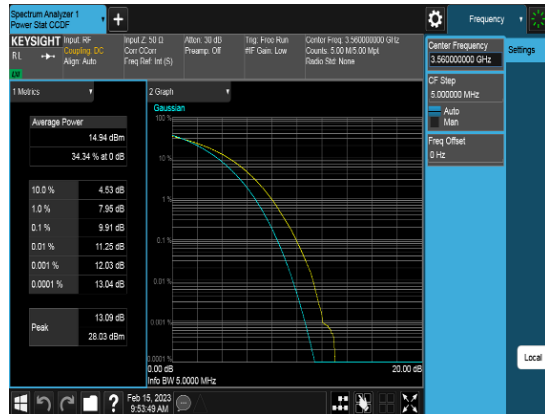 Spectrum Analyzer 1
Power Stat CCDF
Frequency
KEYSIGHT
RL
Input: RF
Coupling: DC
Align: Auto
Input Z: 50 Ω
Corr CCorr
Freq Ref: Int (S)
Atten: 30 dB
Preamp: Off
Trig: Free Run
#IF Gain: Low
Center Freq: 3.560000000 GHz
Counts: 5.00 M/5.00 Mpt
Radio Std: None
Center Frequency
3.560000000 GHz
Settings
CF Step
5.000000 MHz
Auto
Man
Freq Offset
0 Hz
1 Metrics
Average Power
14.94 dBm
34.34 % at 0 dB
10.0 % 4.53 dB
1.0 % 7.95 dB
0.1 % 9.91 dB
0.01 % 11.25 dB
0.001 % 12.03 dB
0.0001 % 13.04 dB
Peak
13.09 dB
28.03 dBm
2 Graph
Gaussian
100 %
10 %
1 %
0.1 %
0.01 %
0.001 %
0.0001 %
0.00 dB
20.00 dB
Info BW 5.0000 MHz
Local
?
Feb 15, 2023
9:53:49 AM